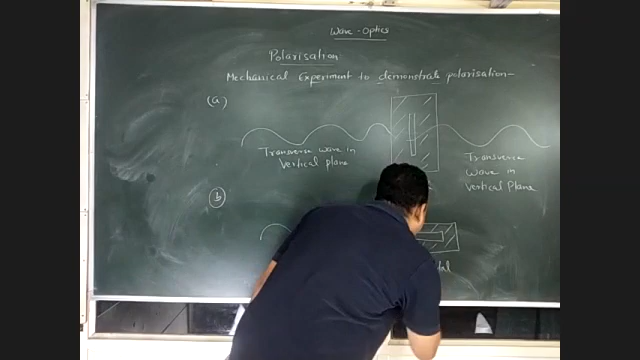 Wave - Optics
Polarisation
Mechanical Experiment to demonstrate polarisation-
(a)
Transverse wave in
Vertical plane
Transverse
wave in
Vertical Plane
(b)